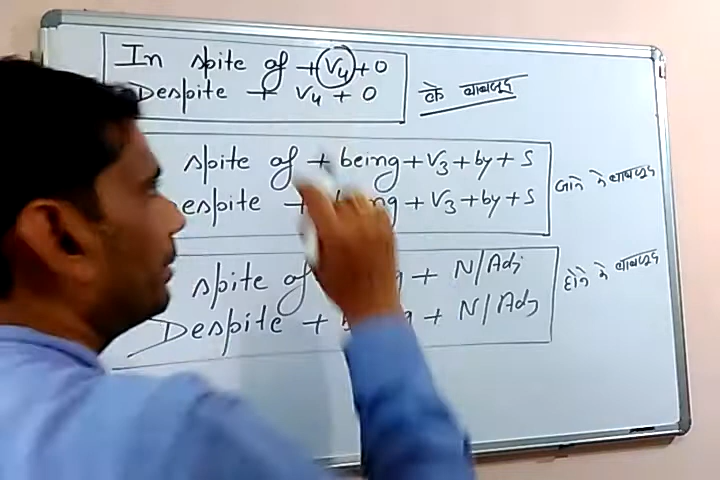 In spite of + V4 + O
Despite + V4 + O
के बावजूद
spite of + being + V3 + by + S
espite + being + V3 + by + S
जाने के बावजूद
spite of g + N/Adj
Despite + b g + N/Adj
होने के बावजूद